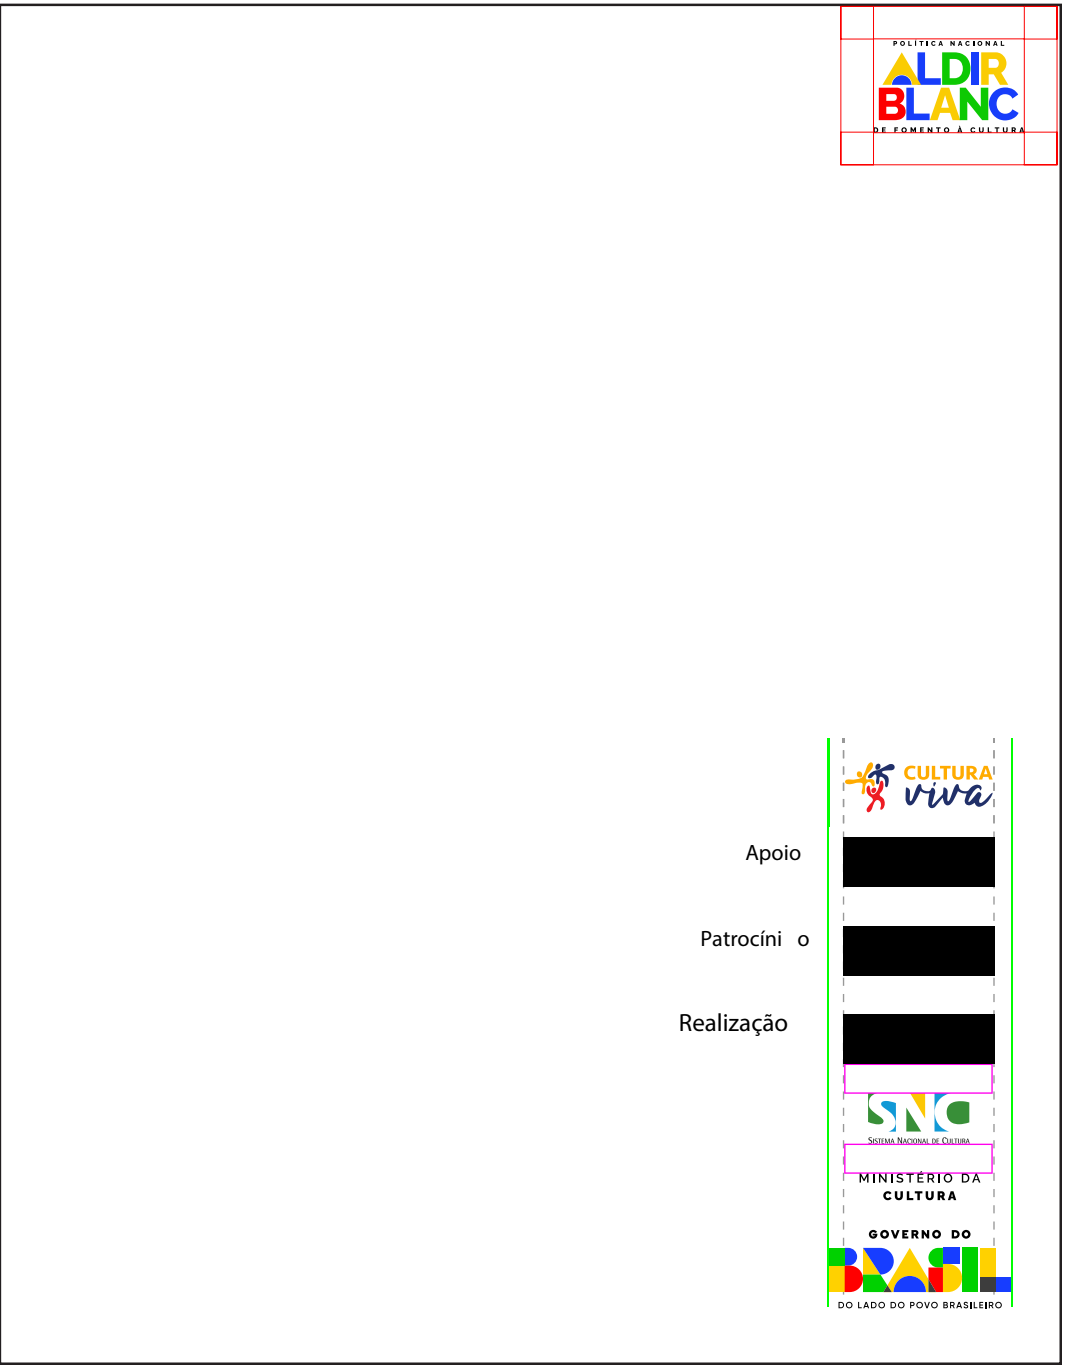 POLÍTICA NACIONAL
ALDIR
BLANC
DE FOMENTO À CULTURA
CULTURA
viva
Apoio
Patrocíni o
Realização
SNC
SISTEMA NACIONAL DE CULTURA
MINISTÉRIO DA
CULTURA
GOVERNO DO
BRASIL
DO LADO DO POVO BRASILEIRO